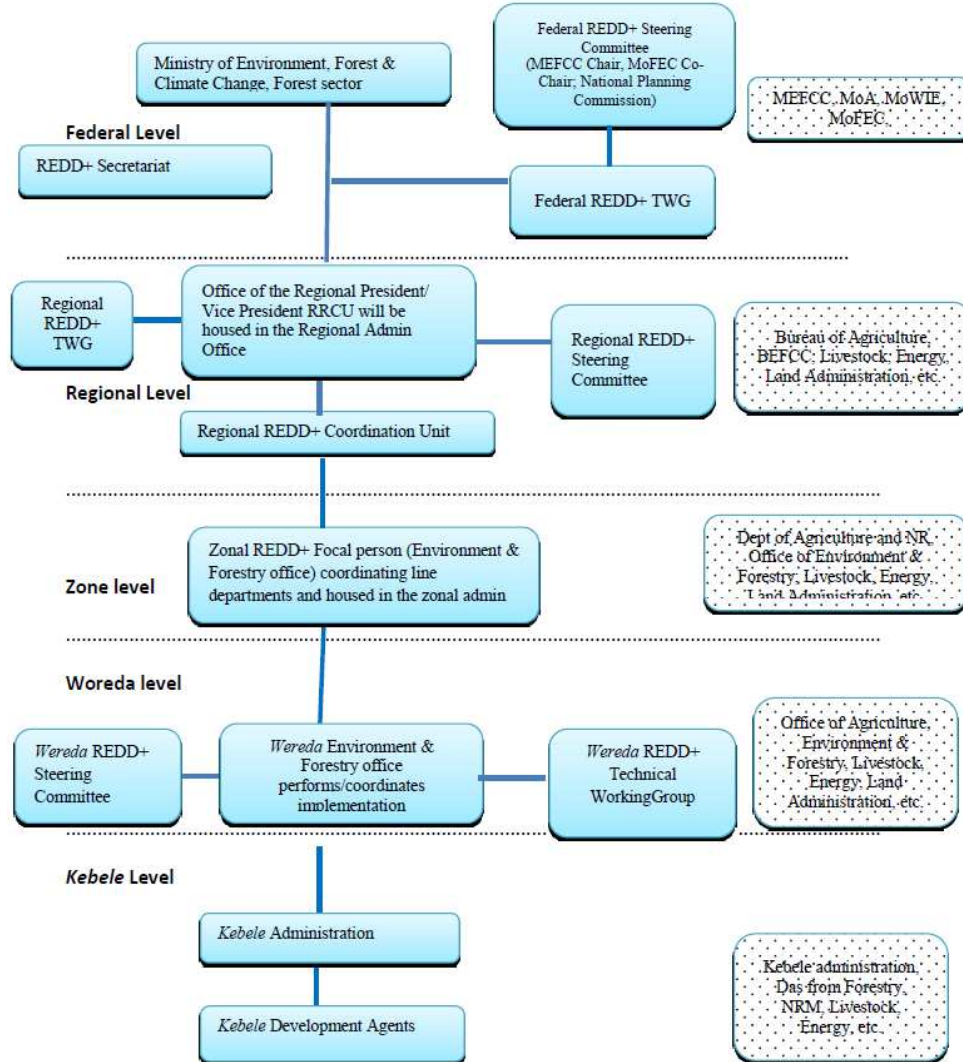 Ministry of Environment, Forest &
Climate Change, Forest sector
Federal REDD+ Steering
Committee
(MEFCC Chair, MoFEC Co-
Chair; National Planning
Commission)
MEFCC, MoA, MoWIE,
MoFEC,
Federal Level
REDD+ Secretariat
Federal REDD+ TWG
Regional
REDD+
TWG
Office of the Regional President/
Vice President RRCU will be
housed in the Regional Admin
Office
Regional REDD+
Steering
Committee
Bureau of Agriculture,
BEFCC; Livestock; Energy,
Land Administration, etc.
Regional Level
Regional REDD+ Coordination Unit
Zonal REDD+ Focal person (Environment &
Forestry office) coordinating line
departments and housed in the zonal admin
Dept of Agriculture and NR,
Office of Environment &
Forestry; Livestock, Energy,
Land Administration, etc.
Zone level
Woreda level
Wereda REDD+
Steering
Committee
Wereda Environment &
Forestry office
performs/coordinates
implementation
Wereda REDD+
Technical
WorkingGroup
Office of Agriculture,
Environment &
Forestry, Livestock,
Energy; Land
Administration, etc.
Kebele Level
Kebele Administration
Kebele Development Agents
Kebele administration,
Das from Forestry,
NRM, Livestock,
Energy, etc.